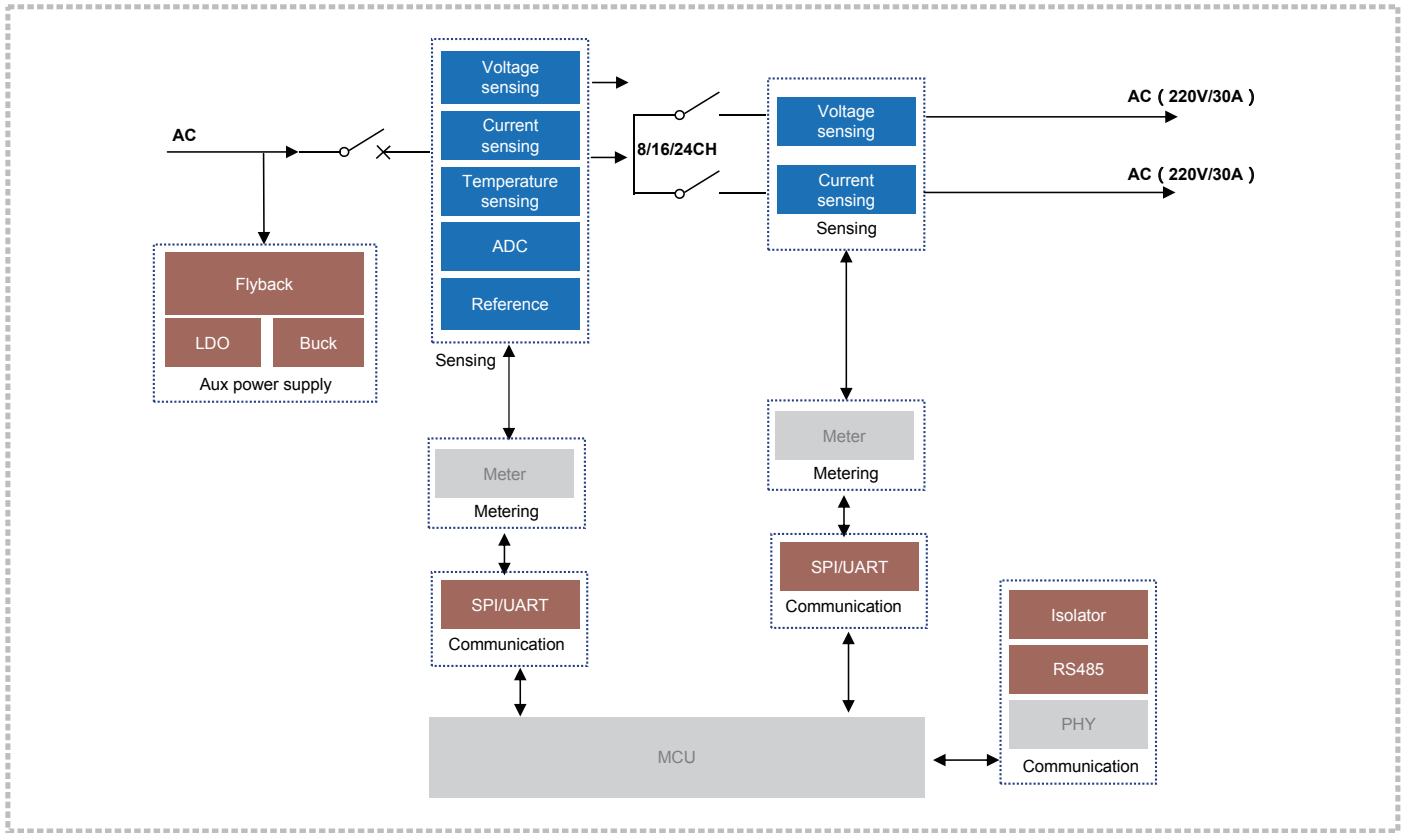 AC
Flyback
LDO
Buck
Aux power supply
Voltage
sensing
Current
sensing
Temperature
sensing
ADC
Reference
Sensing
8/16/24CH
Voltage
sensing
Current
sensing
Sensing
AC ( 220V/30A )
AC ( 220V/30A )
Meter
Metering
SPI/UART
Communication
Meter
Metering
SPI/UART
Communication
MCU
Isolator
RS485
PHY
Communication